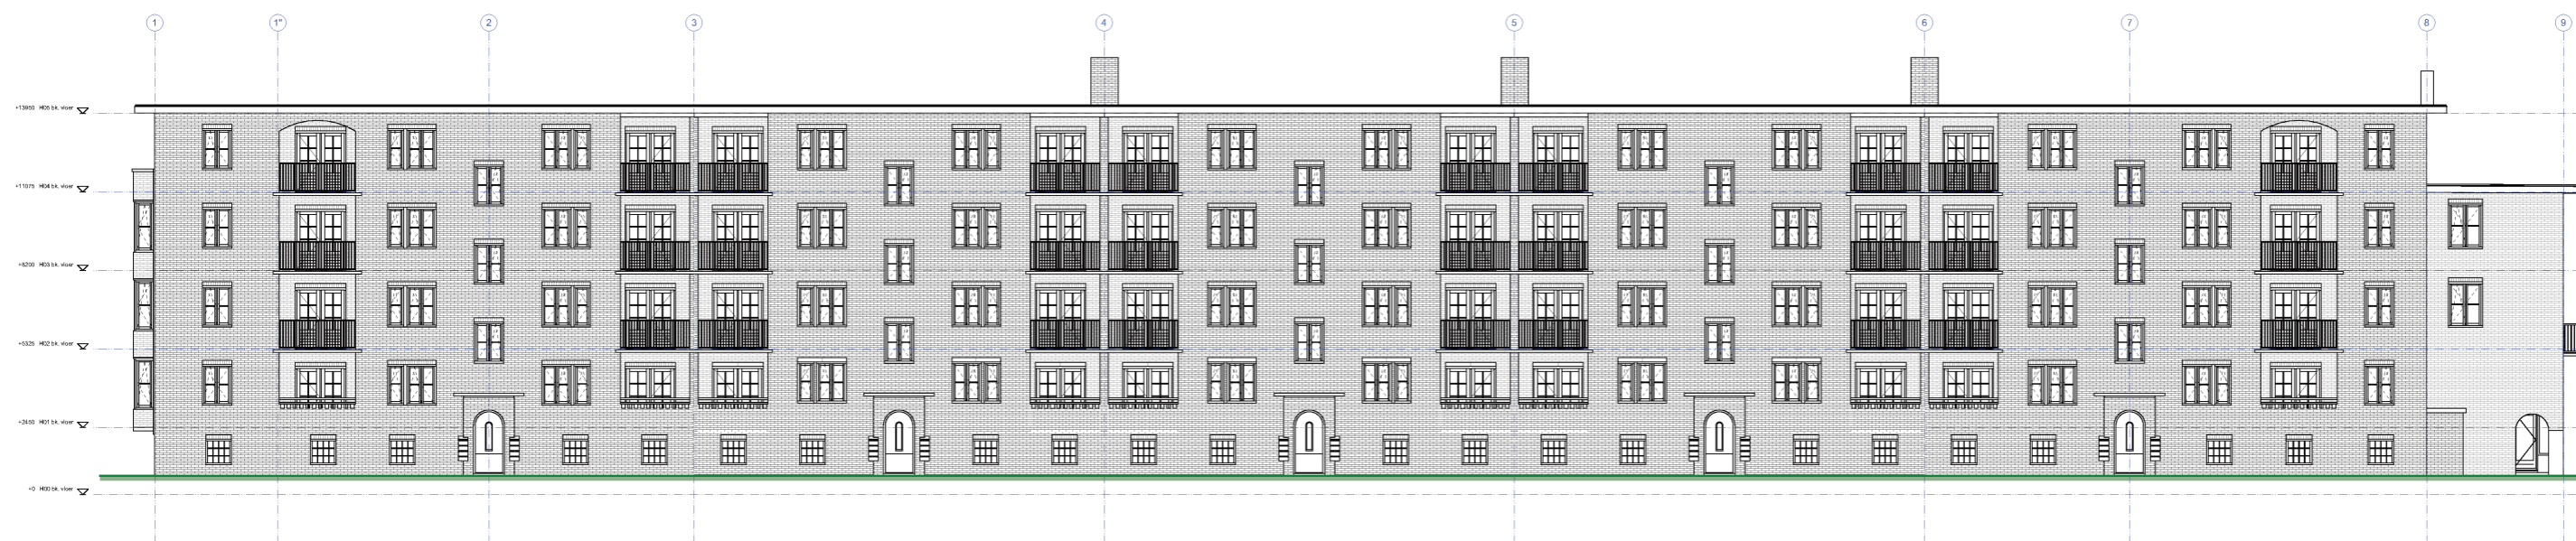 1 1" 2 3 4 5 6 7 8 9
+13950 H05 bk. vloer
+11075 H04 bk. vloer
+8200 H03 bk. vloer
+5325 H02 bk. vloer
+2450 H01 bk. vloer
+0 H00 bk. vloer